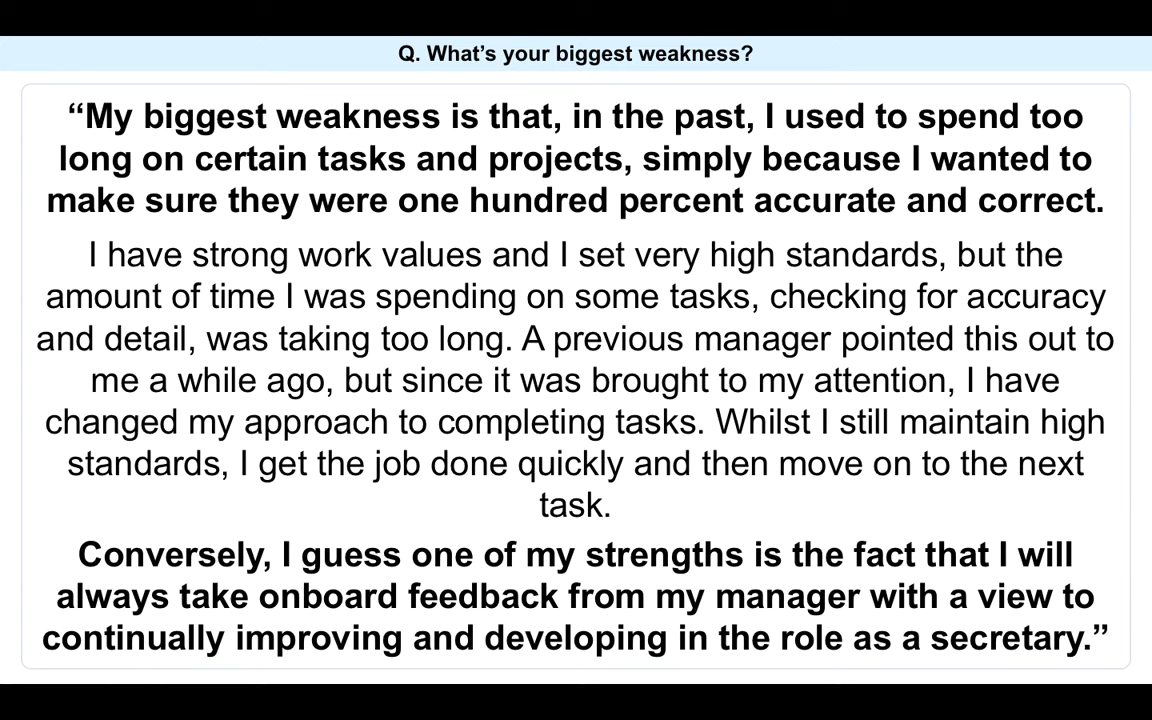 Q. What’s your biggest weakness?
“My biggest weakness is that, in the past, I used to spend too
long on certain tasks and projects, simply because I wanted to
make sure they were one hundred percent accurate and correct.
I have strong work values and I set very high standards, but the
amount of time I was spending on some tasks, checking for accuracy
and detail, was taking too long. A previous manager pointed this out to
me a while ago, but since it was brought to my attention, I have
changed my approach to completing tasks. Whilst I still maintain high
standards, I get the job done quickly and then move on to the next
task.
Conversely, I guess one of my strengths is the fact that I will
always take onboard feedback from my manager with a view to
continually improving and developing in the role as a secretary.”